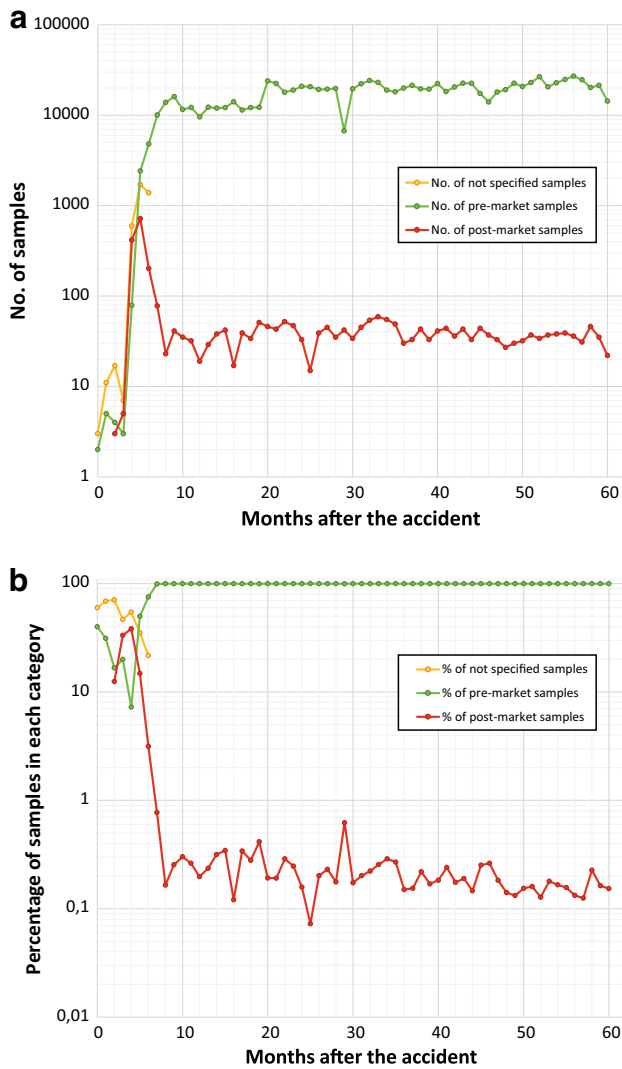 a
100000
10000
1000
100
10
1
No. of samples
No. of not specified samples
No. of pre-market samples
No. of post-market samples
0 10 20 30 40 50 60
Months after the accident
b
100
10
1
0,1
0,01
Percentage of samples in each category
% of not specified samples
% of pre-market samples
% of post-market samples
0 10 20 30 40 50 60
Months after the accident